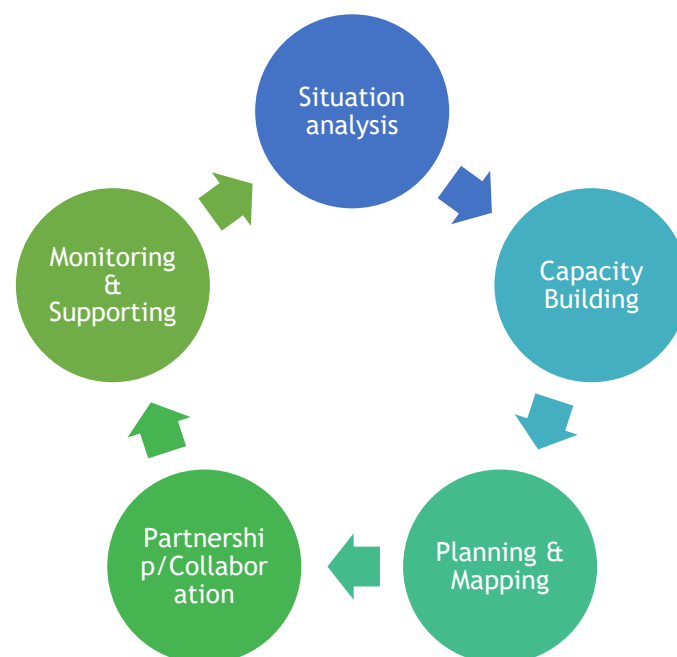 Situation
analysis
Capacity
Building
Planning &
Mapping
Partnershi
p/Collabor
ation
Monitoring
&
Supporting